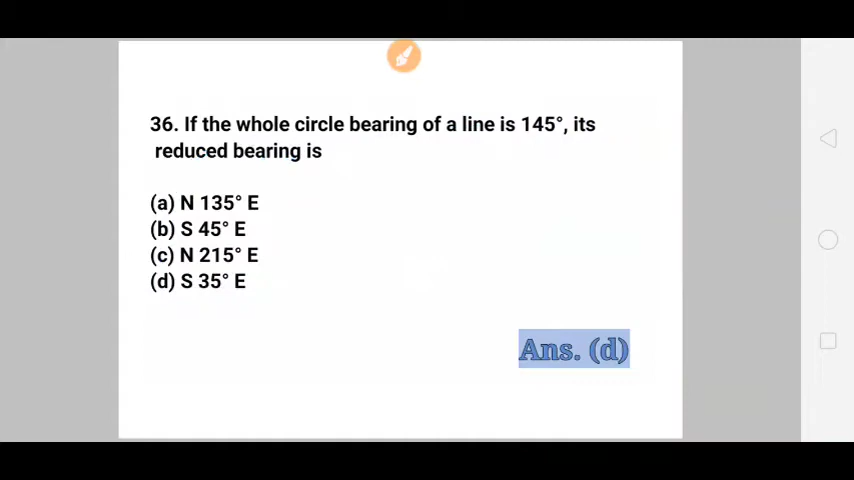 36. If the whole circle bearing of a line is 145°, its
reduced bearing is
(a) N 135° E
(b) S 45° E
(c) N 215° E
(d) S 35° E
Ans. (d)